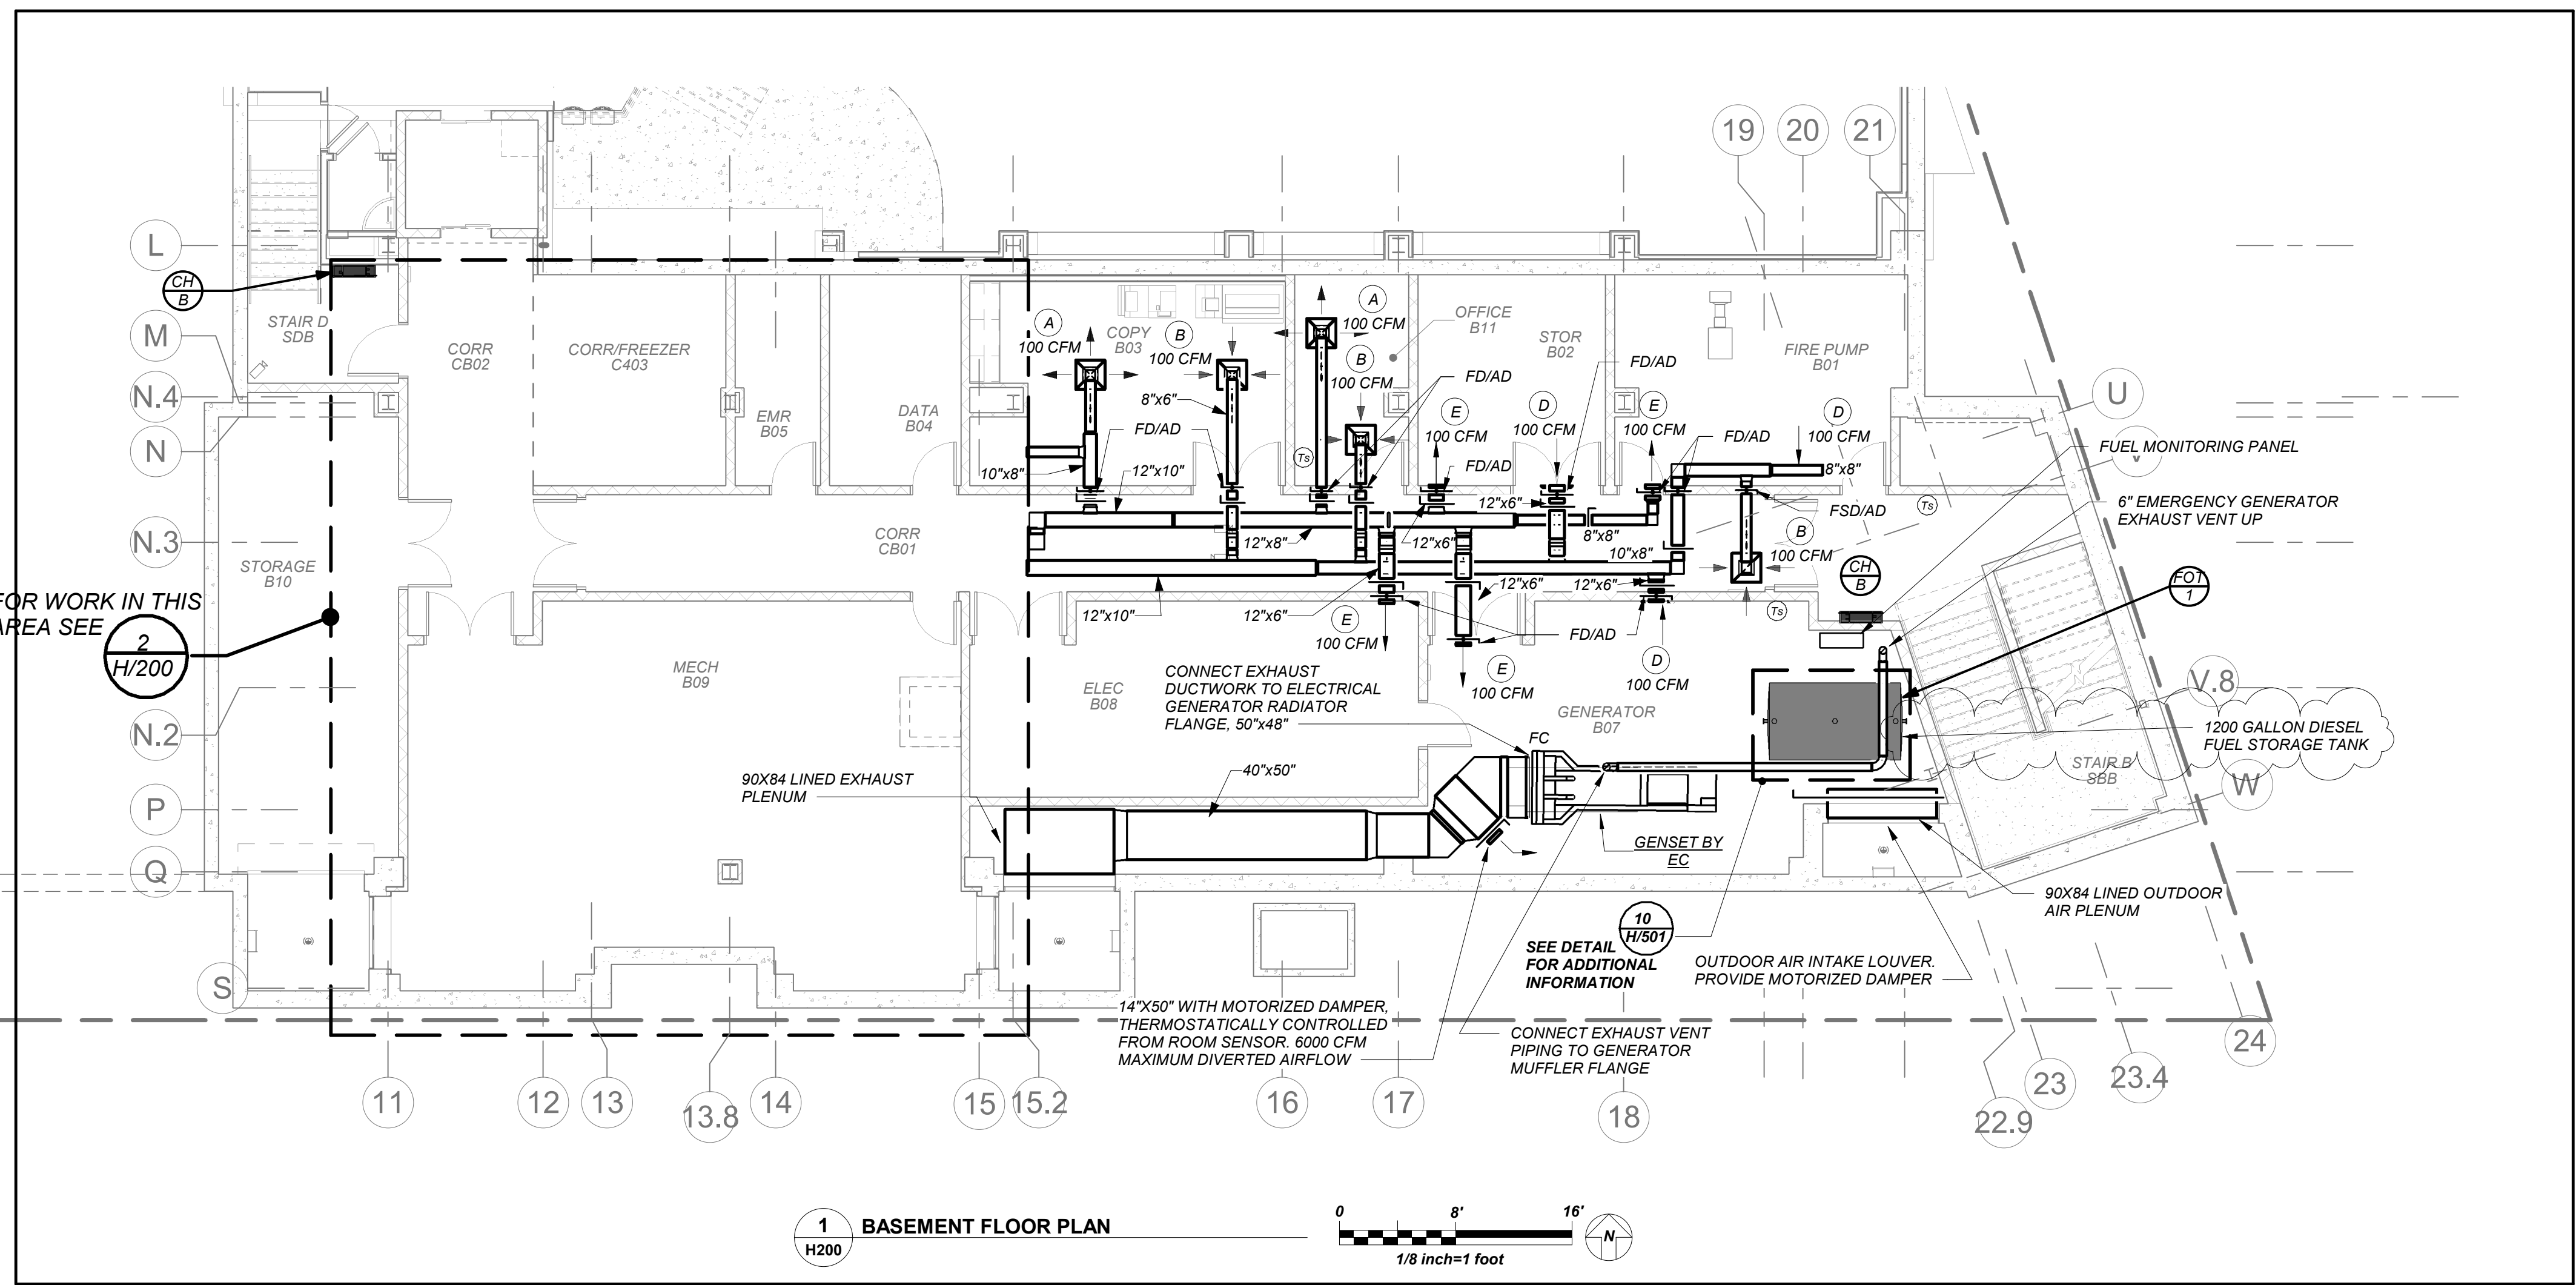 19
20
21
L
CH
B
STAIR D
SDB
M
CORR
CB02
CORR/FREEZER
C403
A
100 CFM
COPY
B03
B
100 CFM
A
100 CFM
B
100 CFM
OFFICE
B11
STOR
B02
FD/AD
FIRE PUMP
B01
N.4
N
EMR
B05
DATA
B04
8"x6"
FD/AD
FD/AD
E
100 CFM
D
100 CFM
E
100 CFM
FD/AD
D
100 CFM
U
FUEL MONITORING PANEL
V
10"x8"
12"x10"
Ts
FD/AD
8"x8"
12"x6"
FSD/AD
Ts
6" EMERGENCY GENERATOR
EXHAUST VENT UP
N.3
STORAGE
B10
CORR
CB01
12"x8"
12"x6"
8"x8"
10"x8"
B
100 CFM
CH
B
FOT
1
FOR WORK IN THIS
AREA SEE
2
H/200
12"x10"
12"x6"
12"x6"
12"x6"
Ts
E
100 CFM
FD/AD
E
100 CFM
D
100 CFM
MECH
B09
ELEC
B08
CONNECT EXHAUST
DUCTWORK TO ELECTRICAL
GENERATOR RADIATOR
FLANGE, 50"x48"
GENERATOR
B07
V.8
N.2
FC
1200 GALLON DIESEL
FUEL STORAGE TANK
STAIR B
SBB
W
90X84 LINED EXHAUST
PLENUM
40"x50"
P
Q
GENSET BY
EC
90X84 LINED OUTDOOR
AIR PLENUM
10
H/501
SEE DETAIL
FOR ADDITIONAL
INFORMATION
OUTDOOR AIR INTAKE LOUVER.
PROVIDE MOTORIZED DAMPER
S
14"X50" WITH MOTORIZED DAMPER,
THERMOSTATICALLY CONTROLLED
FROM ROOM SENSOR. 6000 CFM
MAXIMUM DIVERTED AIRFLOW
CONNECT EXHAUST VENT
PIPING TO GENERATOR
MUFFLER FLANGE
11
12
13
13.8
14
15
15.2
16
17
18
22.9
23
23.4
24
1
H200
BASEMENT FLOOR PLAN
0
8'
16'
1/8 inch=1 foot
N